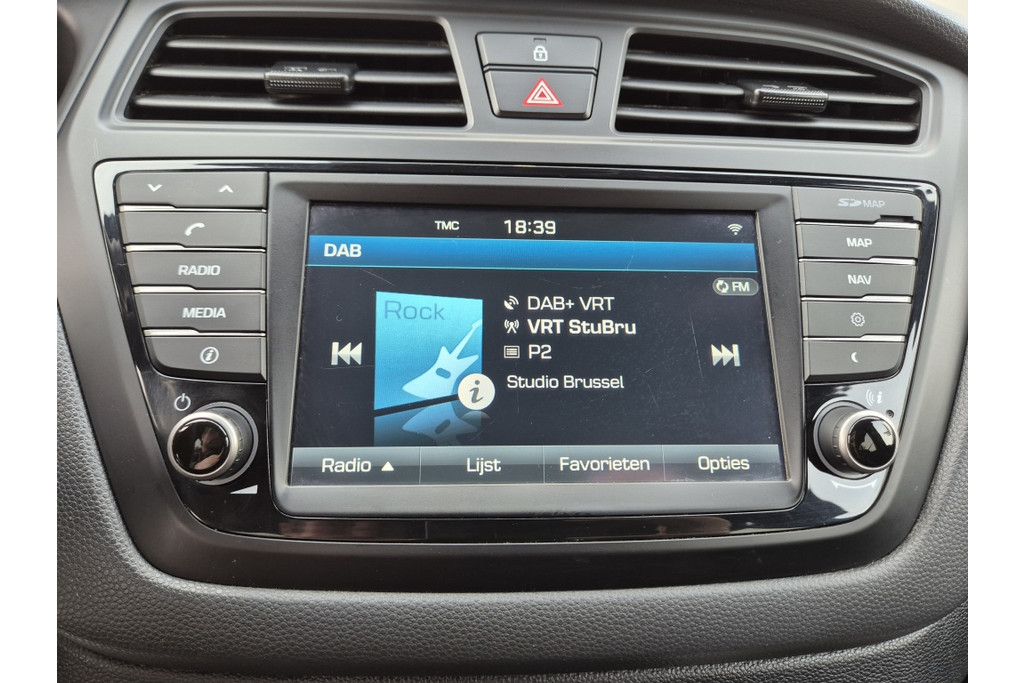 SD MAP
TMC 18:39
MAP
DAB
RADIO
NAV
FM
Rock
DAB+ VRT
MEDIA
VRT StuBru
P2
Studio Brussel
Radio ▲ Lijst Favorieten Opties